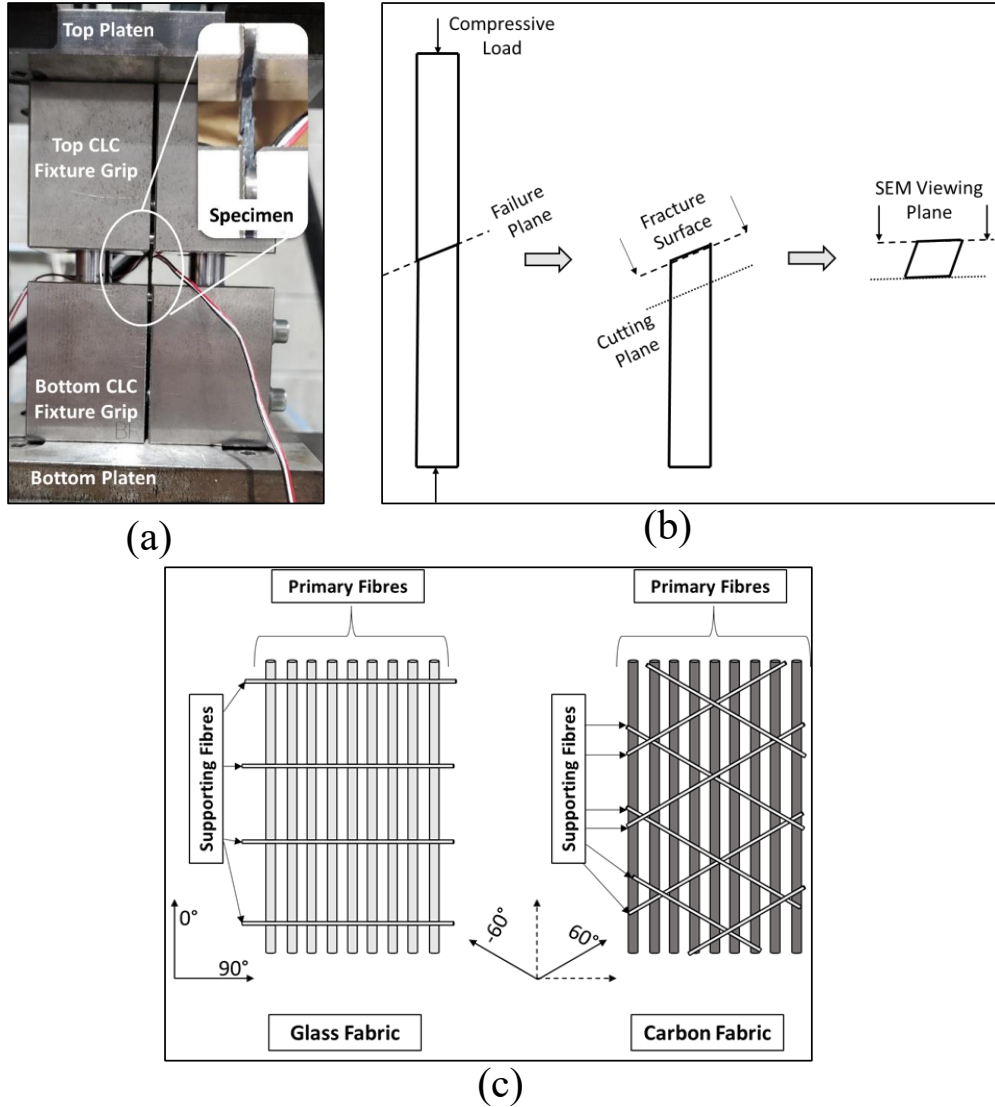 Top Platen
Top CLC
Fixture Grip
Specimen
Bottom CLC
Fixture Grip
Bottom Platen
(a)
Compressive
Load
Failure
Plane
Fracture
Surface
Cutting
Plane
SEM Viewing
Plane
(b)
Primary Fibres
Supporting Fibres
0°
90°
Glass Fabric
Primary Fibres
Supporting Fibres
-60°
60°
Carbon Fabric
(c)